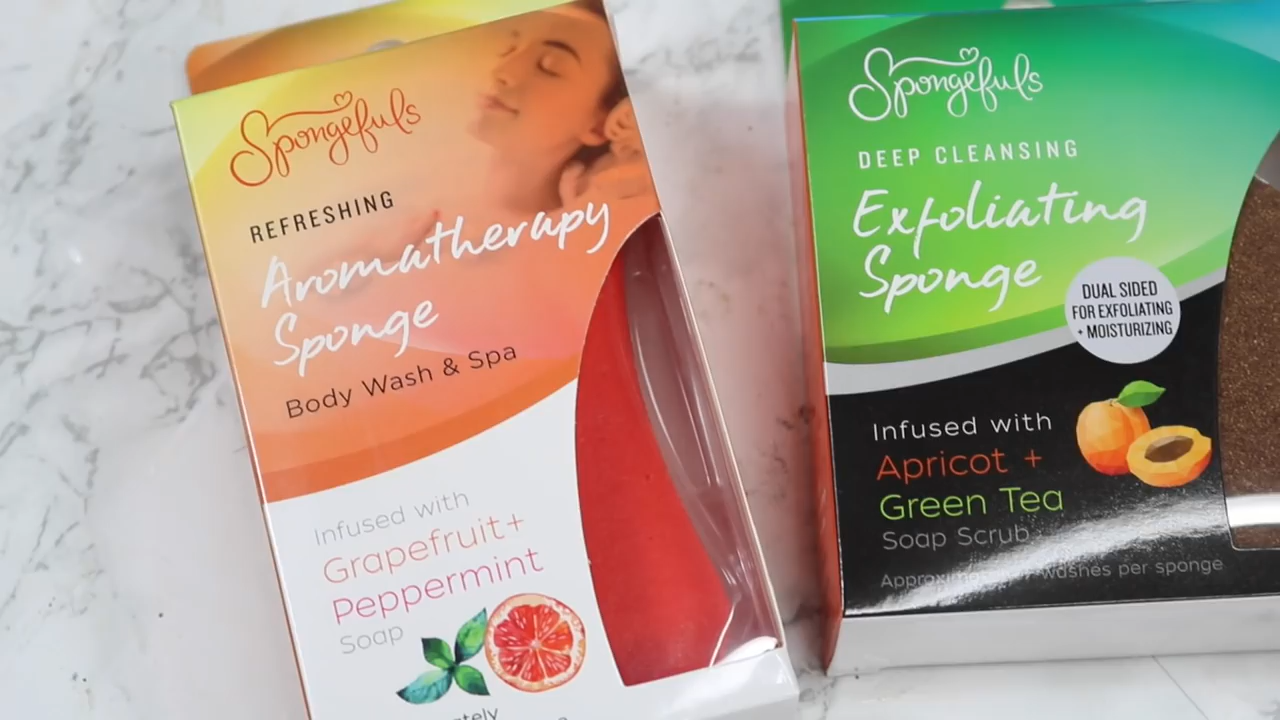 Spongefuls
REFRESHING
Aromatherapy
Sponge
Body Wash & Spa
Infused with
Grapefruit +
Peppermint
Soap
Spongefuls
DEEP CLEANSING
Exfoliating
Sponge
DUAL SIDED
FOR EXFOLIATING
+ MOISTURIZING
Infused with
Apricot +
Green Tea
Soap Scrub
washes per sponge